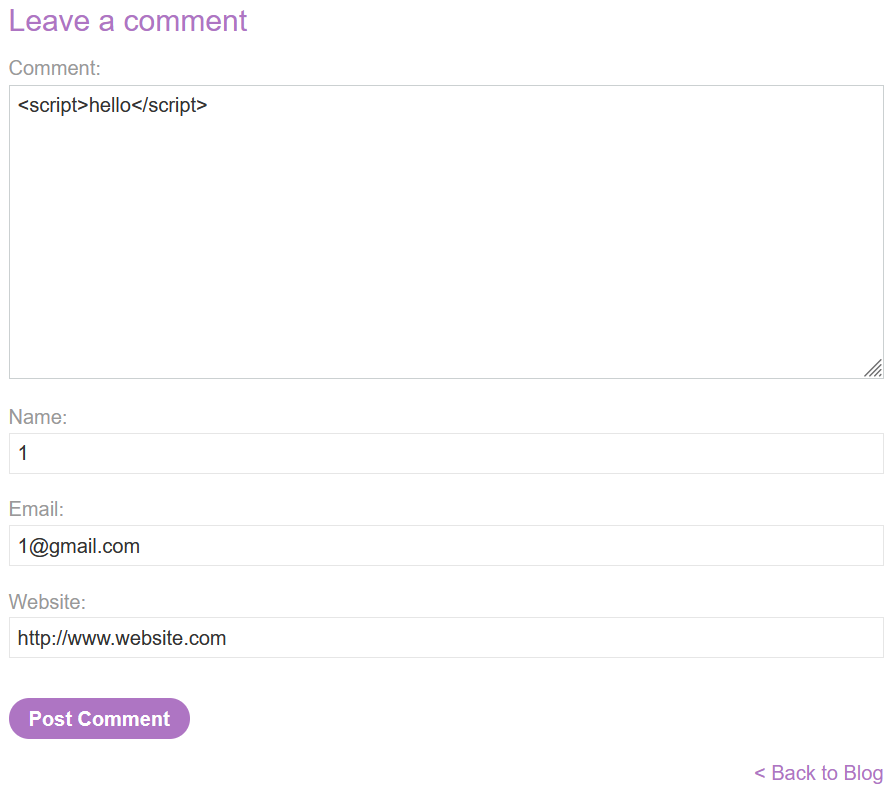 Leave a comment
Comment:
<script>hello</script>
Name:
1
Email:
1@gmail.com
Website:
http://www.website.com
Post Comment
< Back to Blog